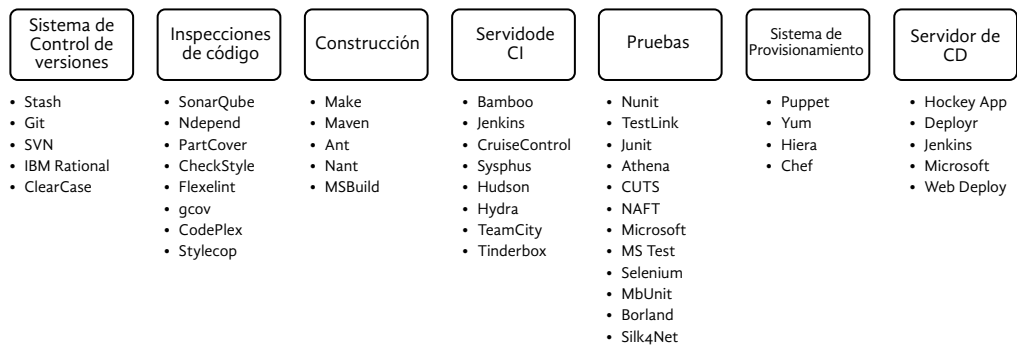 Sistema de
Control de
versiones
• Stash
• Git
• SVN
• IBM Rational
• ClearCase
Inspecciones
de código
• SonarQube
• Ndepend
• PartCover
• CheckStyle
• Flexelint
• gcov
• CodePlex
• Stylecop
Construcción
• Make
• Maven
• Ant
• Nant
• MSBuild
Servidode
CI
• Bamboo
• Jenkins
• CruiseControl
• Sysphus
• Hudson
• Hydra
• TeamCity
• Tinderbox
Pruebas
• Nunit
• TestLink
• Junit
• Athena
• CUTS
• NAFT
• Microsoft
• MS Test
• Selenium
• MbUnit
• Borland
• Silk4Net
Sistema de
Provisionamiento
• Puppet
• Yum
• Hiera
• Chef
Servidor de
CD
• Hockey App
• Deployr
• Jenkins
• Microsoft
• Web Deploy